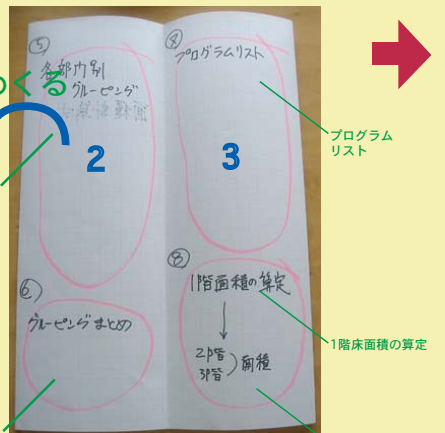 つくる
⑤
各部門別
グルーピング
2
⑥
グルーピングまとめ
プログラムリスト
3
⑧
1階面積の算定
2階
3階
面積
プログラム
リスト
1階床面積の算定